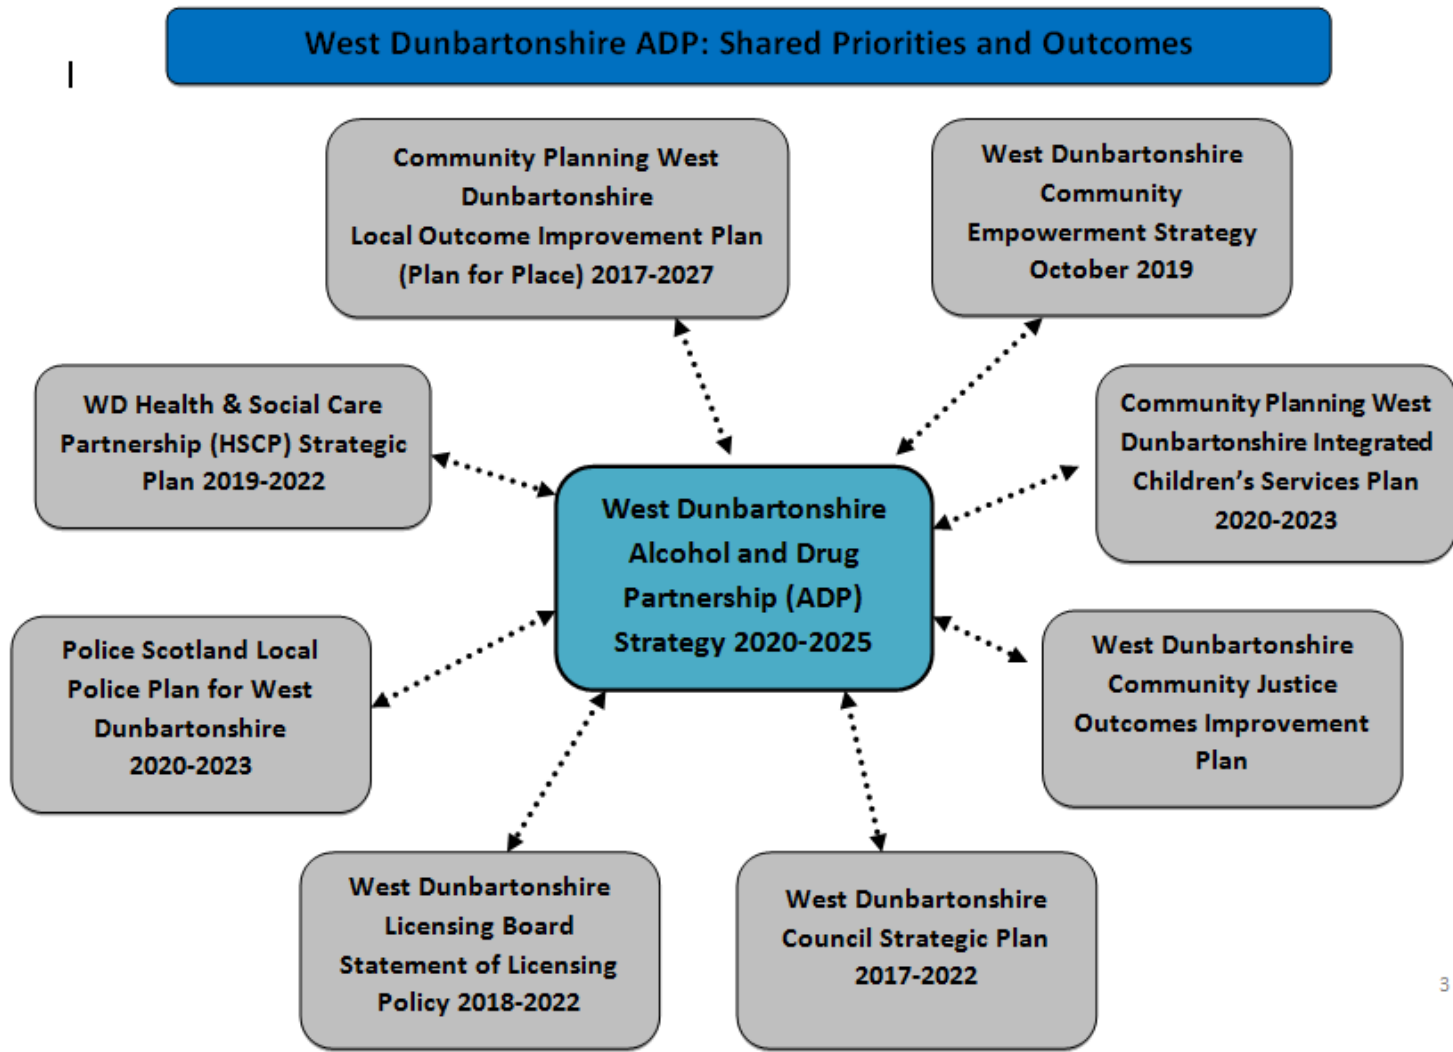 West Dunbartonshire ADP: Shared Priorities and Outcomes
Community Planning West
Dunbartonshire
Local Outcome Improvement Plan
(Plan for Place) 2017-2027
West Dunbartonshire
Community
Empowerment Strategy
October 2019
WD Health & Social Care
Partnership (HSCP) Strategic
Plan 2019-2022
Community Planning West
Dunbartonshire Integrated
Children’s Services Plan
2020-2023
West Dunbartonshire
Alcohol and Drug
Partnership (ADP)
Strategy 2020-2025
Police Scotland Local
Police Plan for West
Dunbartonshire
2020-2023
West Dunbartonshire
Community Justice
Outcomes Improvement
Plan
West Dunbartonshire
Licensing Board
Statement of Licensing
Policy 2018-2022
West Dunbartonshire
Council Strategic Plan
2017-2022
3